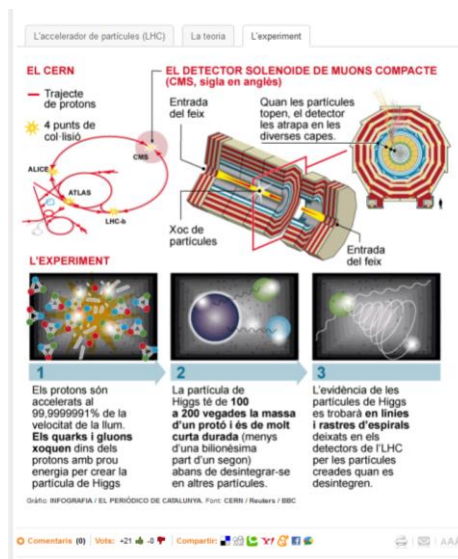 L'accelerador de partícules (LHC)
La teoria
L'experiment
EL CERN
Trajecte
de protons
4 punts de
col·lisió
ALICE
ATLAS
LHC-b
CMS
EL DETECTOR SOLENOIDE DE MUONS COMPACTE
(CMS, sigla en anglès)
Entrada
del feix
Quan les partícules
topen, el detector
les atrapa en les
diverses capes.
Xoc de
partícules
Entrada
del feix
L'EXPERIMENT
1
Els protons són
accelerats al
99,9999991% de la
velocitat de la llum.
Els quarks i gluons
xoquen dins dels
protons amb prou
energia per crear la
partícula de Higgs
2
La partícula de
Higgs té de 100
a 200 vegades la massa
d'un protó i és de molt
curta durada (menys
d'una bilionèsima
part d'un segon)
abans de desintegrar-se
en altres partícules.
3
L'evidència de les
partícules de Higgs
es trobarà en línies
i rastres d'espirals
deixats en els
detectors de l'LHC
per les partícules
creades quan es
desintegren.
Gràfic: INFOGRAFIA / EL PERIÓDICO DE CATALUNYA. Font: CERN / Reuters / BBC
Comentaris (0) Vots: +21 -0 Compartir:
AAA